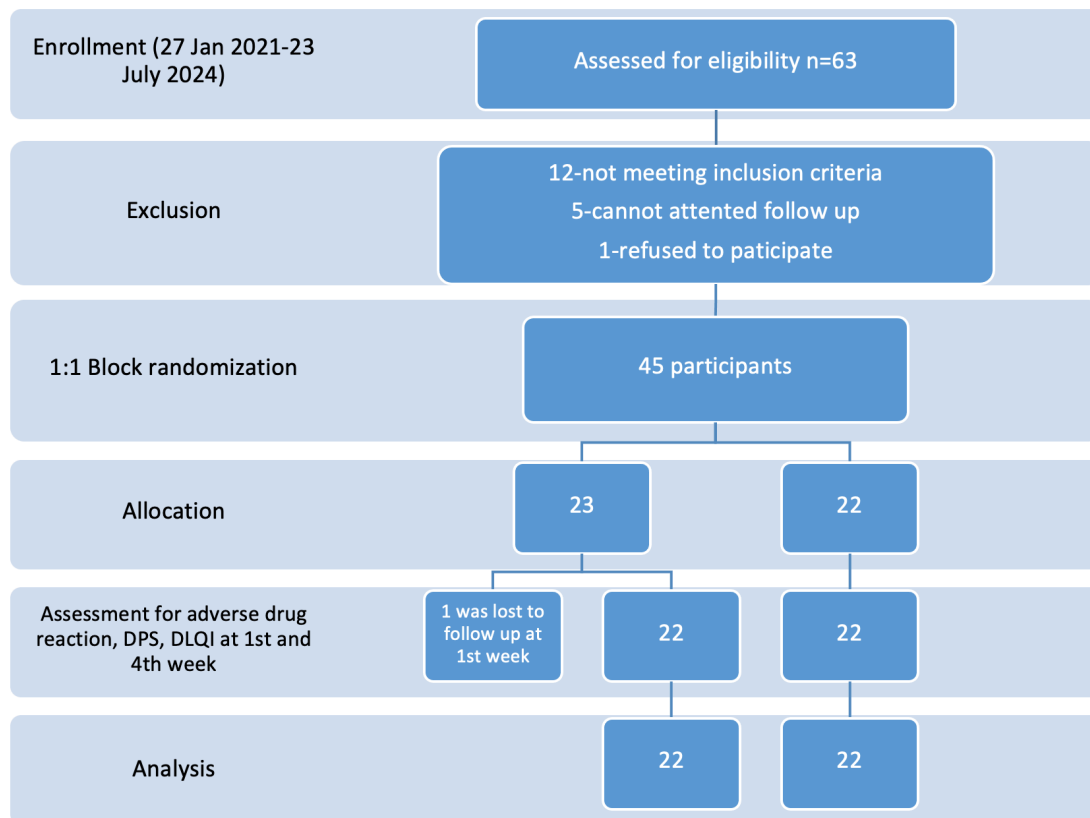 Enrollment (27 Jan 2021-23
July 2024)
Assessed for eligibility n=63
Exclusion
12-not meeting inclusion criteria
5-cannot attented follow up
1-refused to paticipate
1:1 Block randomization
45 participants
Allocation
23
22
Assessment for adverse drug
reaction, DPS, DLQI at 1st and
4th week
1 was lost to
follow up at
1st week
22
22
Analysis
22
22